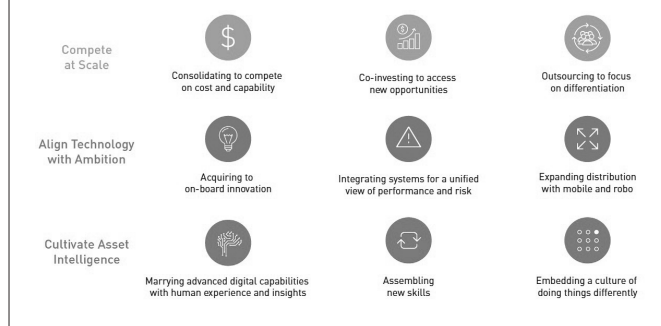 Compete
at Scale
$
Consolidating to compete
on cost and capability
$
Co-investing to access
new opportunities
Outsourcing to focus
on differentiation
Align Technology
with Ambition
Acquiring to
on-board innovation
Integrating systems for a unified
view of performance and risk
Expanding distribution
with mobile and robo
Cultivate Asset
Intelligence
Marrying advanced digital capabilities
with human experience and insights
Assembling
new skills
Embedding a culture of
doing things differently